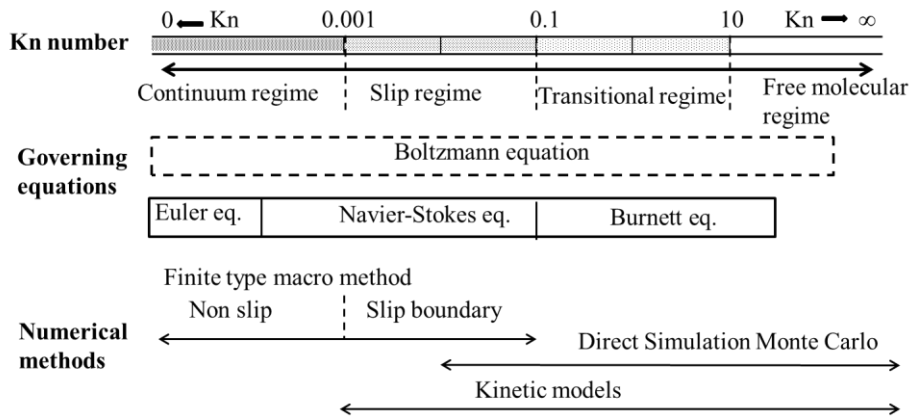 0 Kn 0.001 0.1 10 Kn ∞
Kn number
Continuum regime Slip regime Transitional regime Free molecular
regime
Boltzmann equation
Governing
equations
Euler eq. Navier-Stokes eq. Burnett eq.
Finite type macro method
Non slip Slip boundary
Numerical
methods
Direct Simulation Monte Carlo
Kinetic models